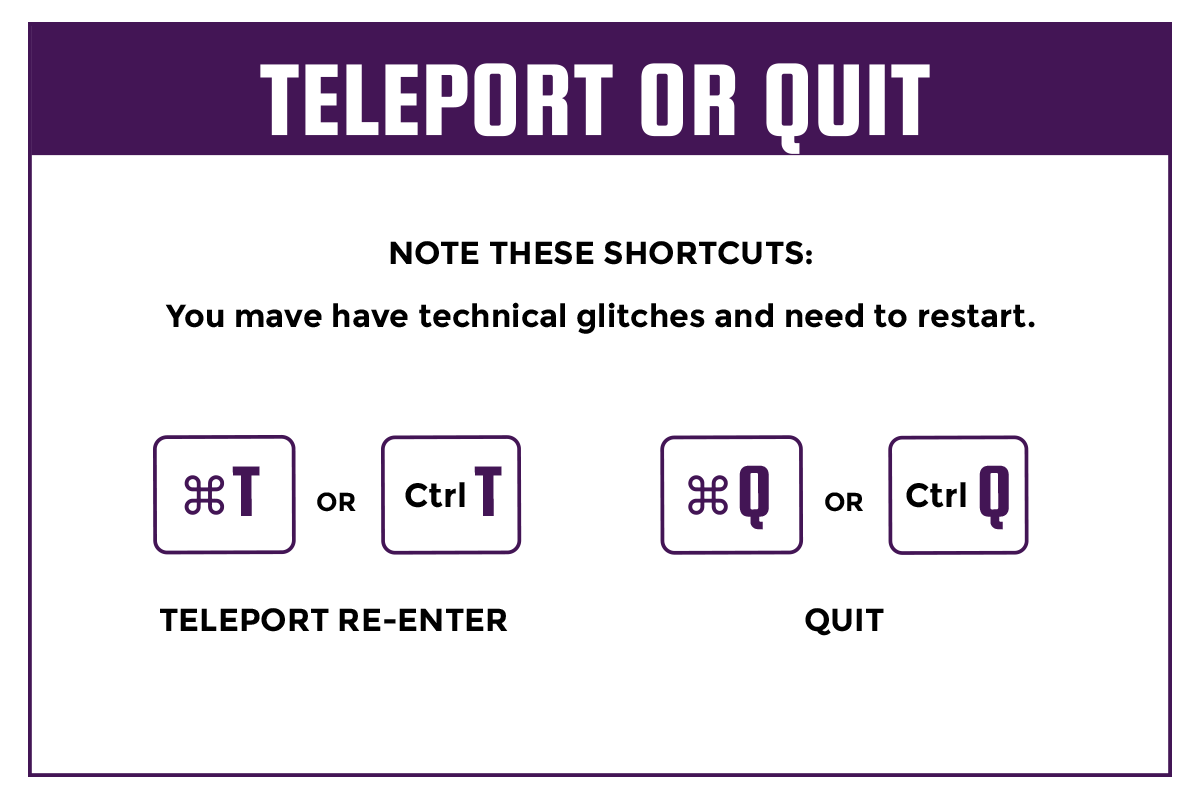 TELEPORT OR QUIT
NOTE THESE SHORTCUTS:
You mave have technical glitches and need to restart.
⌘T OR Ctrl T ⌘Q OR Ctrl Q
TELEPORT RE-ENTER QUIT